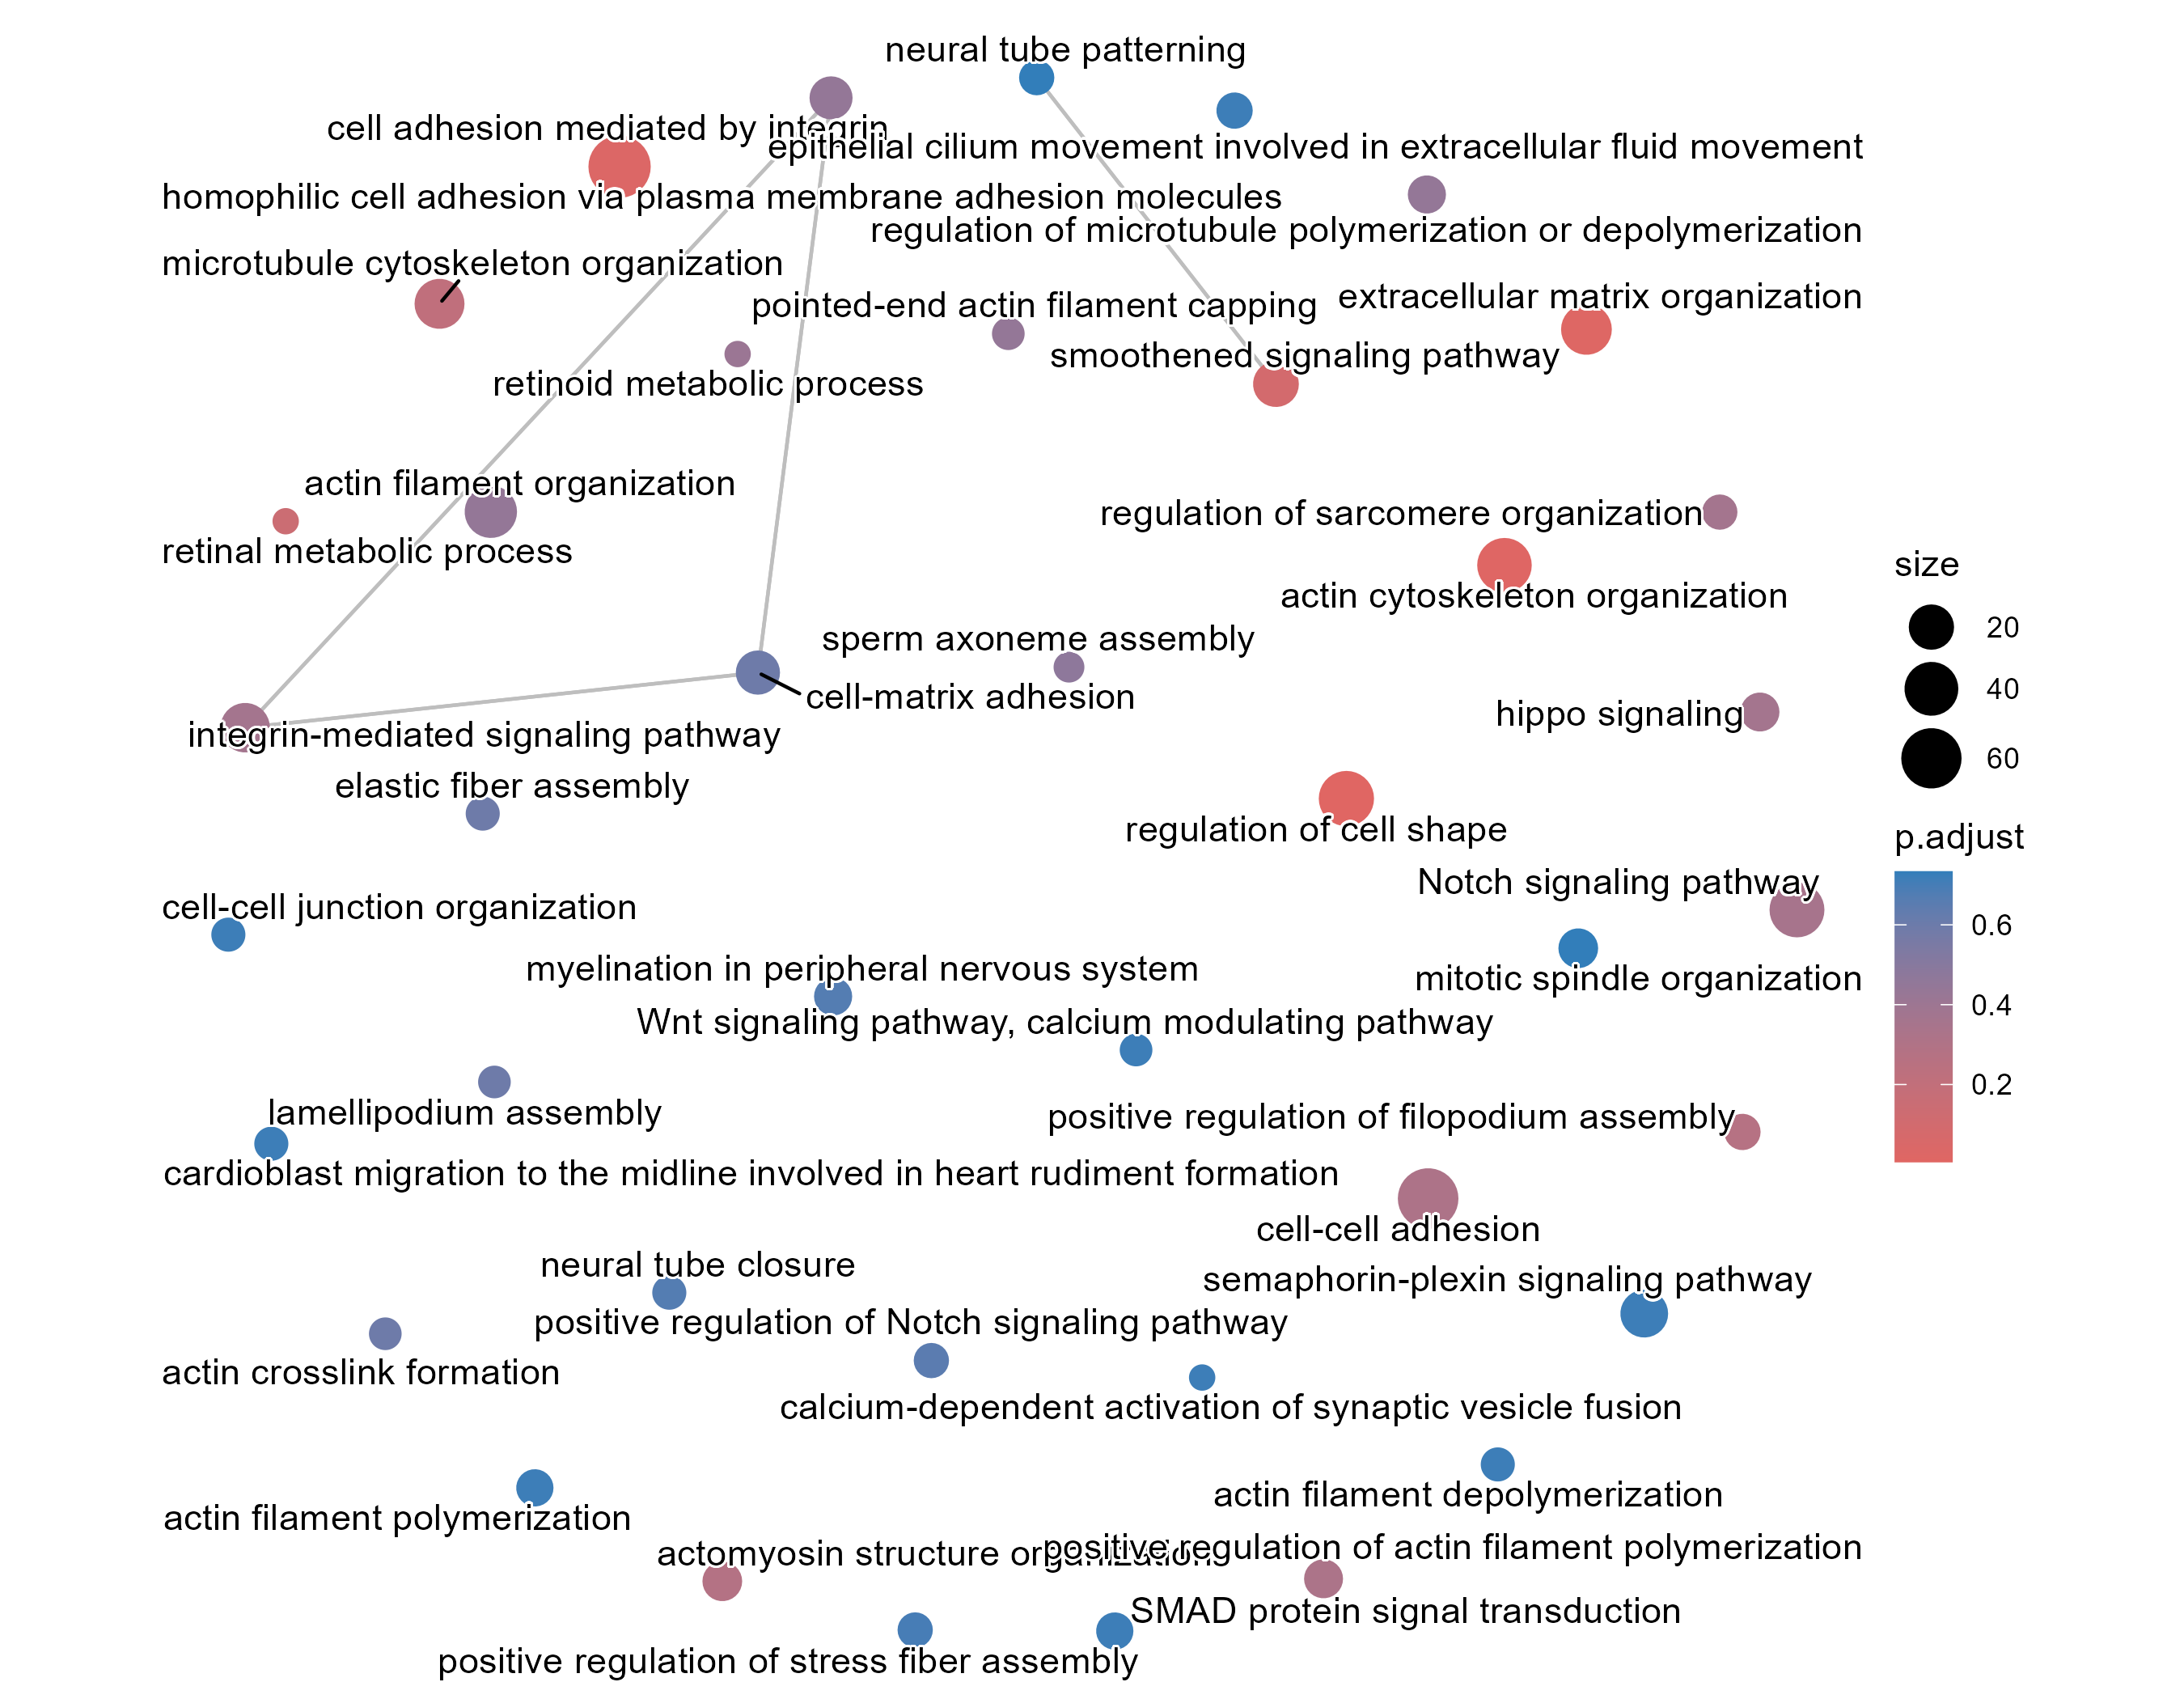 neural tube patterning
cell adhesion mediated by integrin
epithelial cilium movement involved in extracellular fluid movement
homophilic cell adhesion via plasma membrane adhesion molecules
regulation of microtubule polymerization or depolymerization
microtubule cytoskeleton organization
extracellular matrix organization
pointed-end actin filament capping
smoothened signaling pathway
retinoid metabolic process
actin filament organization
regulation of sarcomere organization
retinal metabolic process
size
actin cytoskeleton organization
20
sperm axoneme assembly
40
cell-matrix adhesion
hippo signaling
integrin-mediated signaling pathway
60
elastic fiber assembly
regulation of cell shape
p.adjust
Notch signaling pathway
cell-cell junction organization
0.6
myelination in peripheral nervous system
mitotic spindle organization
0.4
Wnt signaling pathway, calcium modulating pathway
0.2
lamellipodium assembly
positive regulation of filopodium assembly
cardioblast migration to the midline involved in heart rudiment formation
cell-cell adhesion
neural tube closure
semaphorin-plexin signaling pathway
positive regulation of Notch signaling pathway
actin crosslink formation
calcium-dependent activation of synaptic vesicle fusion
actin filament depolymerization
actin filament polymerization
actomyosin structure organization
positive regulation of actin filament polymerization
SMAD protein signal transduction
positive regulation of stress fiber assembly